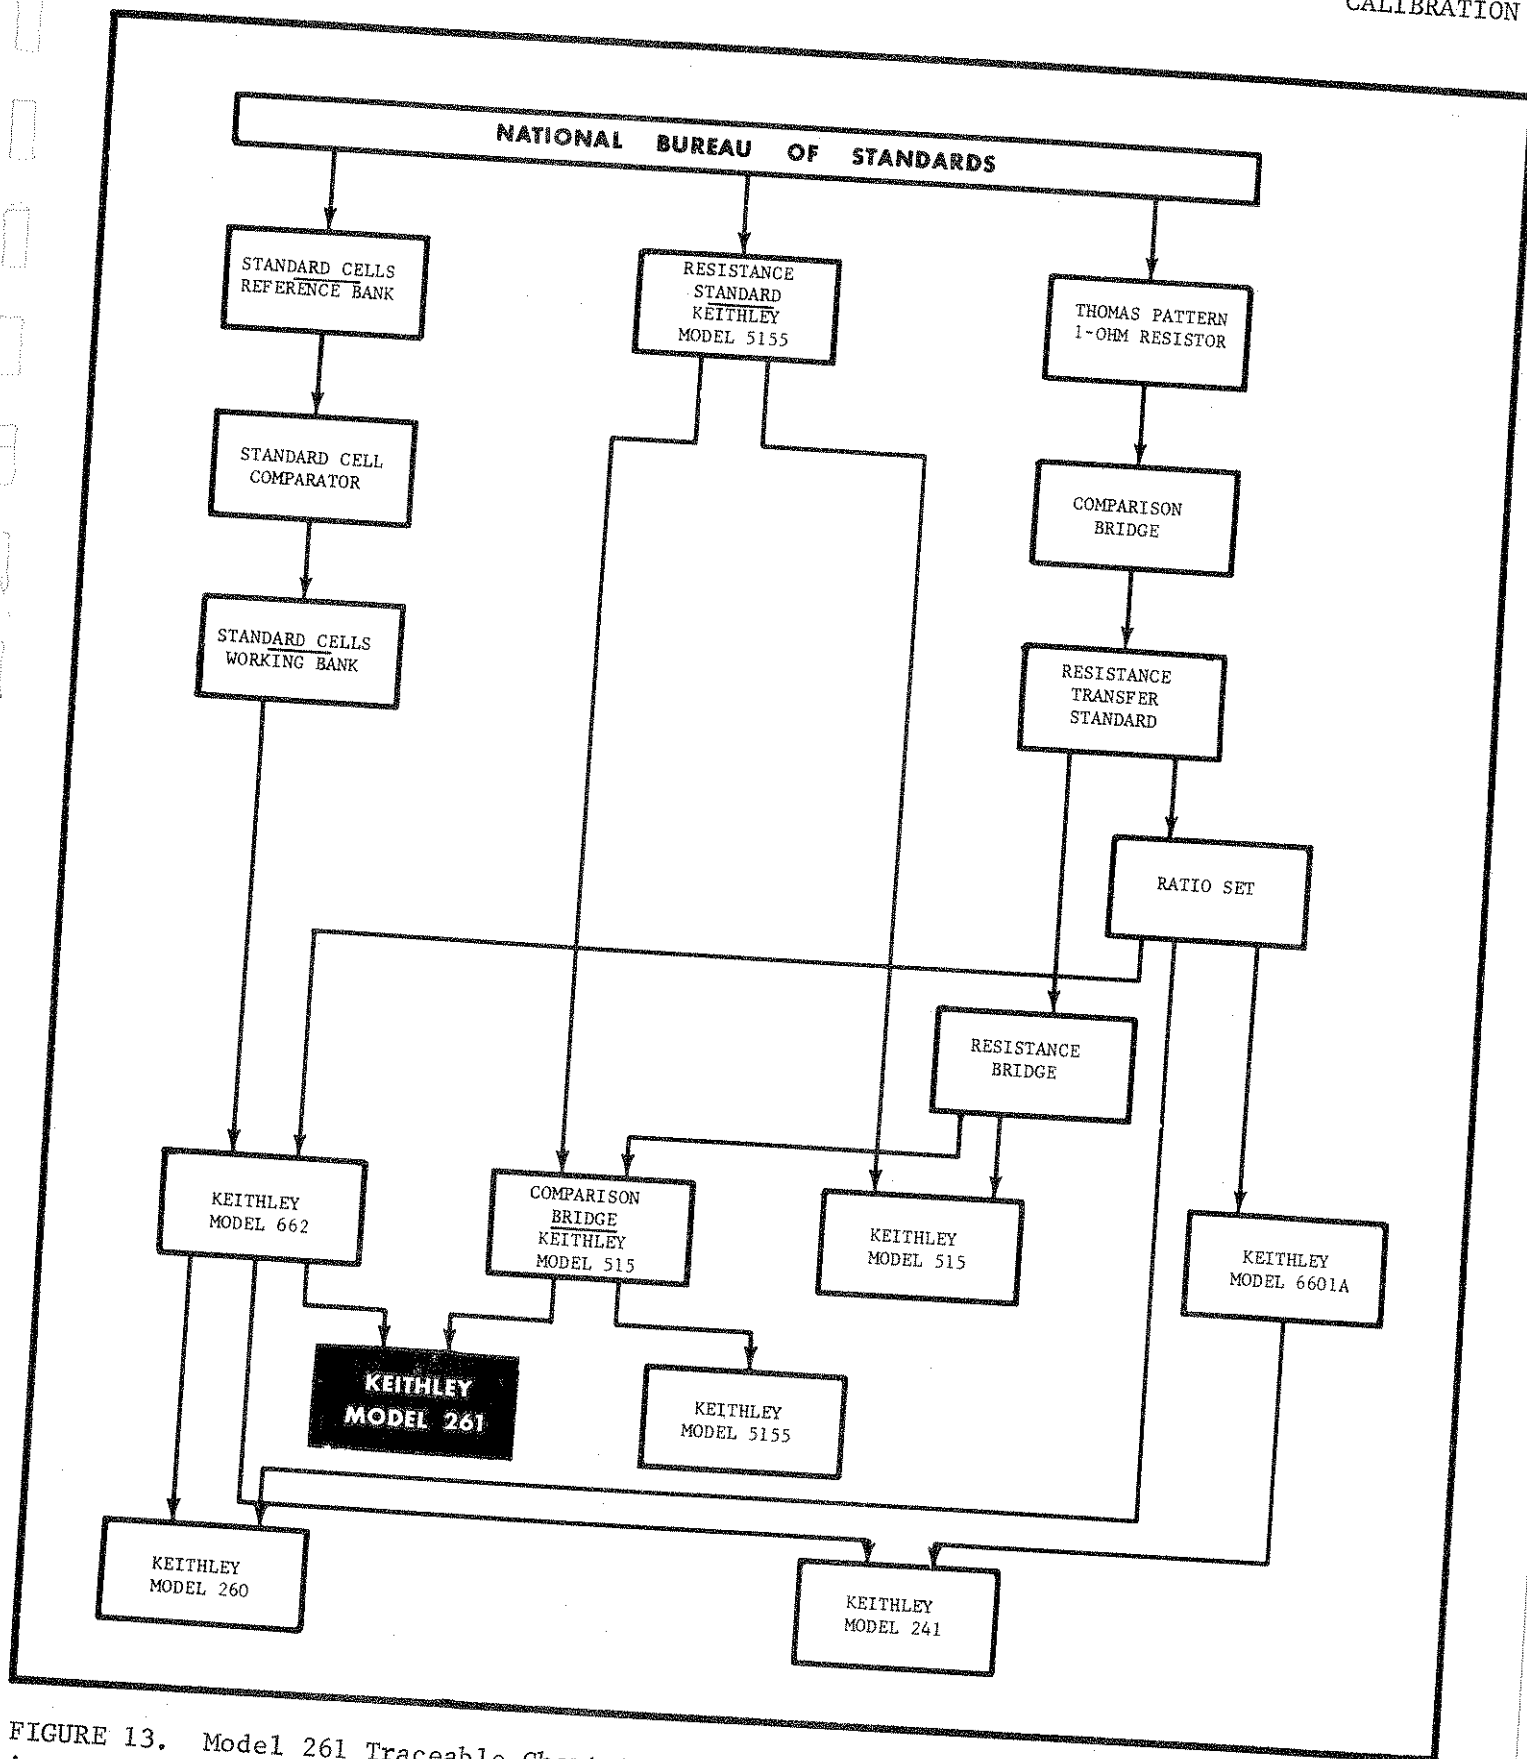 CALIBRATION
NATIONAL BUREAU OF STANDARDS
STANDARD CELLS
REFERENCE BANK
RESISTANCE
STANDARD
KEITHLEY
MODEL 5155
THOMAS PATTERN
1-OHM RESISTOR
STANDARD CELL
COMPARATOR
COMPARISON
BRIDGE
STANDARD CELLS
WORKING BANK
RESISTANCE
TRANSFER
STANDARD
RATIO SET
RESISTANCE
BRIDGE
KEITHLEY
MODEL 662
COMPARISON
BRIDGE
KEITHLEY
MODEL 515
KEITHLEY
MODEL 515
KEITHLEY
MODEL 6601A
KEITHLEY
MODEL 261
KEITHLEY
MODEL 5155
KEITHLEY
MODEL 260
KEITHLEY
MODEL 241
FIGURE 13. Model 261 Traceable